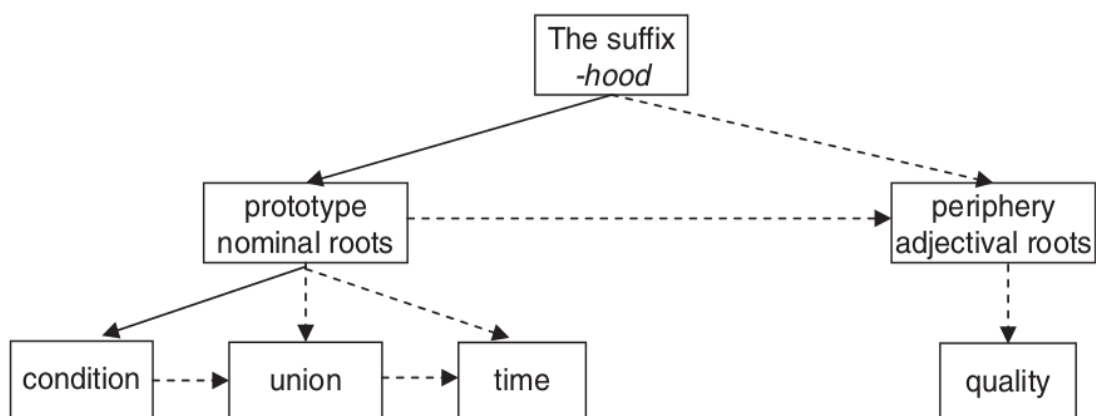 The suffix
-hood
prototype
nominal roots
periphery
adjectival roots
condition
union
time
quality